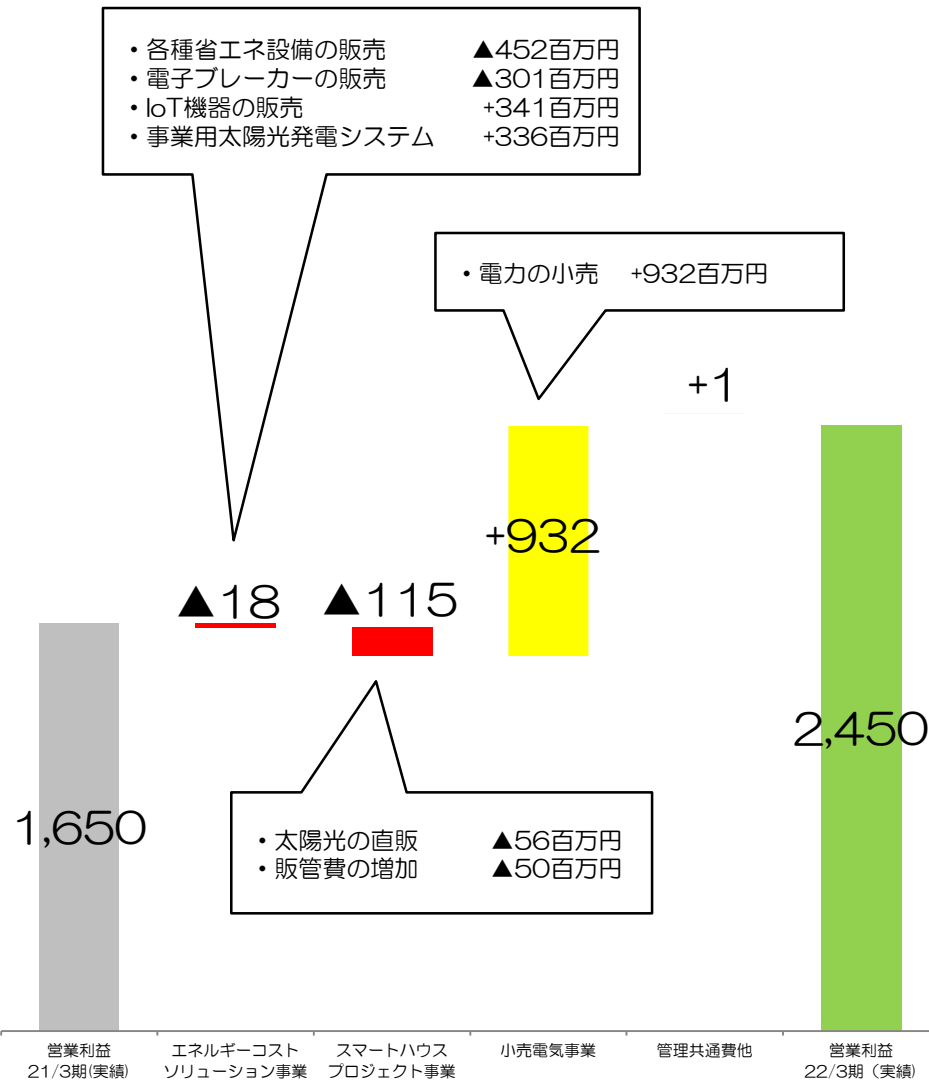 ・各種省エネ設備の販売 ▲452百万円
・電子ブレーカーの販売 ▲301百万円
・IoT機器の販売 +341百万円
・事業用太陽光発電システム +336百万円
・電力の小売 +932百万円
+1
+932
▲18
▲115
2,450
1,650
・太陽光の直販 ▲56百万円
・販管費の増加 ▲50百万円
営業利益
21/3期(実績)
エネルギーコスト
ソリューション事業
スマートハウス
プロジェクト事業
小売電気事業
管理共通費他
営業利益
22/3期（実績)